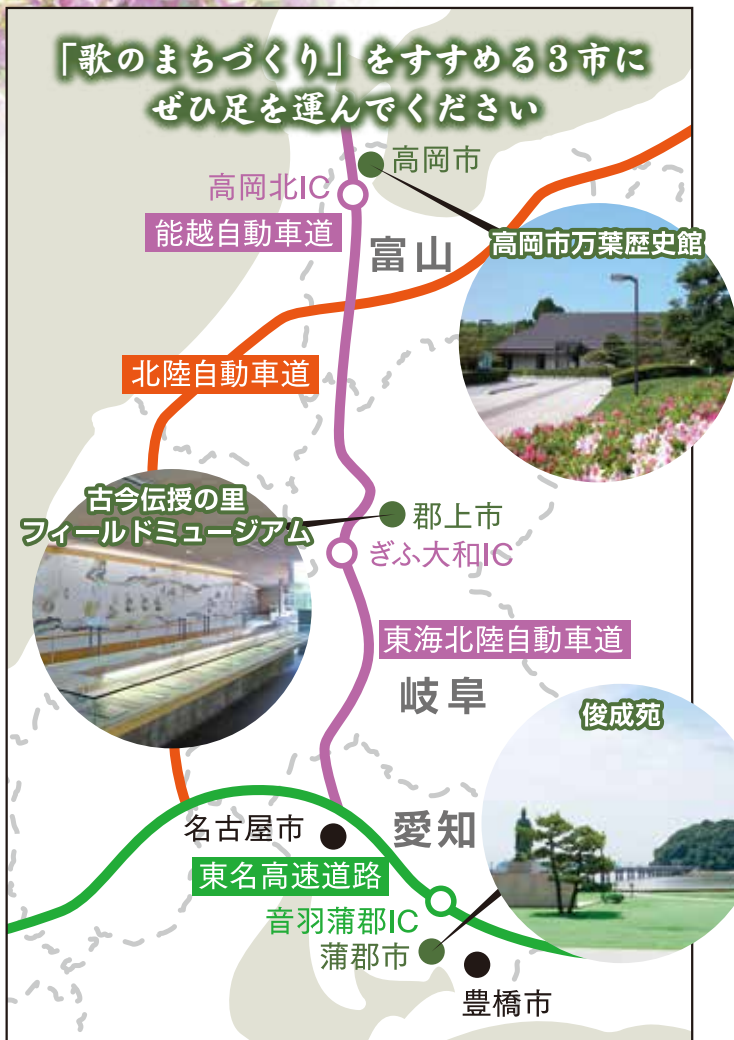 「歌のまちづくり」をすすめる3市に
ぜひ足を運んでください
高岡市
高岡北IC
能越自動車道
富山
高岡市万葉歴史館
北陸自動車道
古今伝授の里
フィールドミュージアム
郡上市
ぎふ大和IC
東海北陸自動車道
岐阜
俊成苑
名古屋市
愛知
東名高速道路
音羽蒲郡IC
蒲郡市
豊橋市